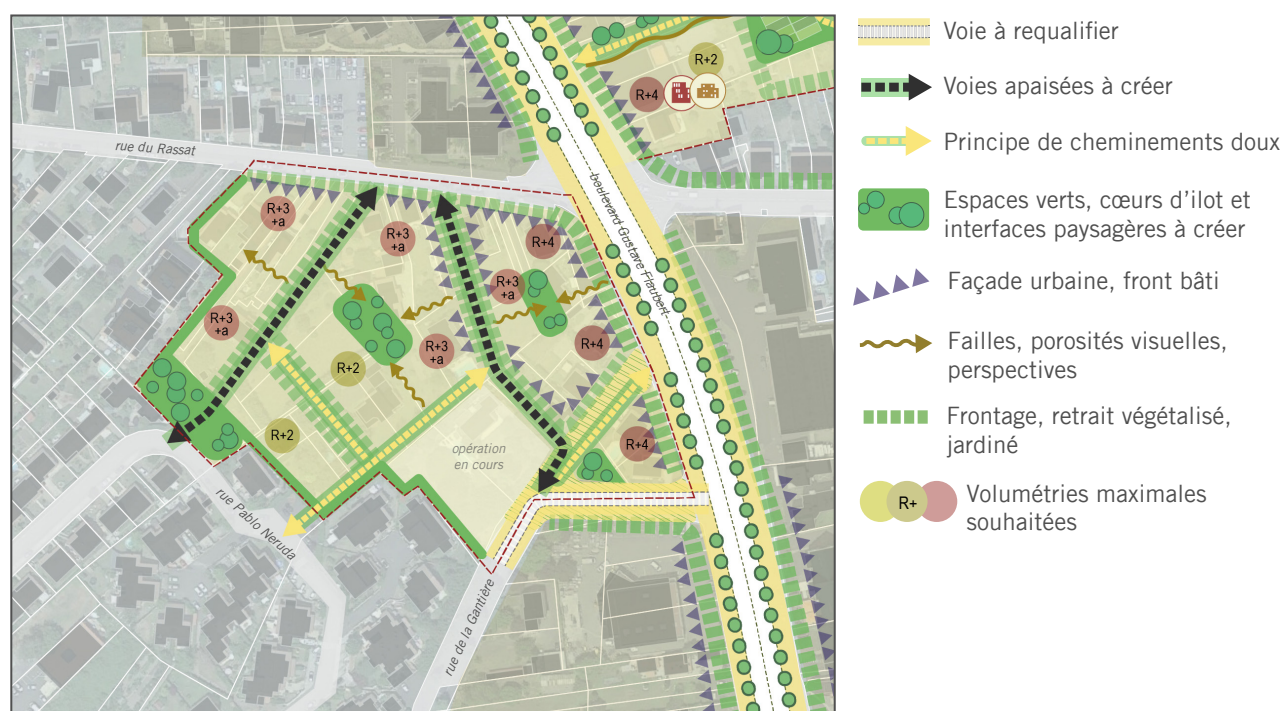 R+2
R+4
rue du Rassat
boulevard Gustave Flaubert
R+3
+a
R+3
+a
R+4
R+3
+a
R+3
+a
R+4
R+3
+a
R+2
R+2
R+4
opération
en cours
rue Pablo Neruda
rue de la Gantière
Voie à requalifier
Voies apaisées à créer
Principe de cheminements doux
Espaces verts, cœurs d'ilot et
interfaces paysagères à créer
Façade urbaine, front bâti
Failles, porosités visuelles,
perspectives
Frontage, retrait végétalisé,
jardiné
R+
Volumétries maximales
souhaitées